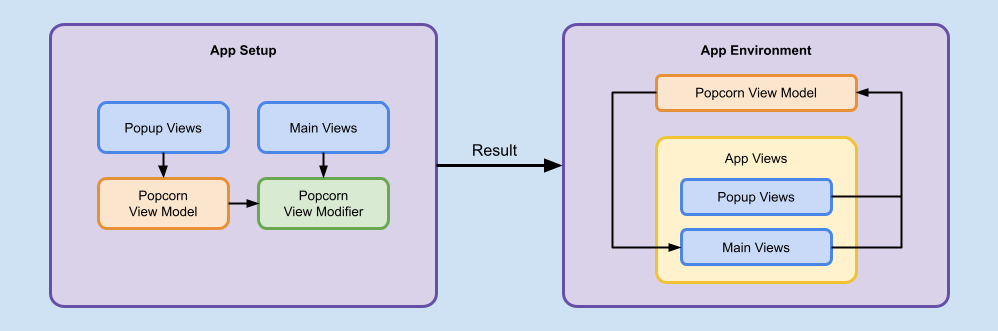 App Setup
Popup Views
Main Views
Popcorn
View Model
Popcorn
View Modifier
Result
App Environment
Popcorn View Model
App Views
Popup Views
Main Views